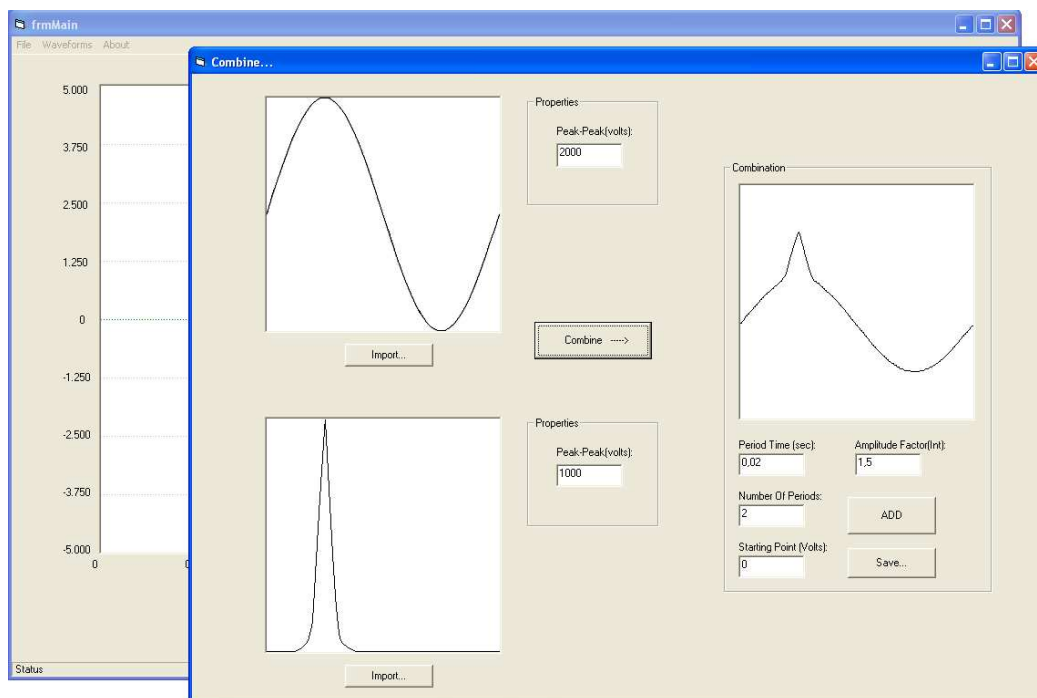 frmMain
File Waveforms About
Combine...
5.000
3.750
2.500
1.250
0
-1.250
-2.500
-3.750
-5.000
0
Status
Import...
Properties
Peak-Peak(volts):
2000
Combine ----->
Import...
Properties
Peak-Peak(volts):
1000
Combination
Period Time (sec):
0,02
Amplitude Factor(Int):
1,5
Number Of Periods:
2
ADD
Starting Point (Volts):
0
Save...